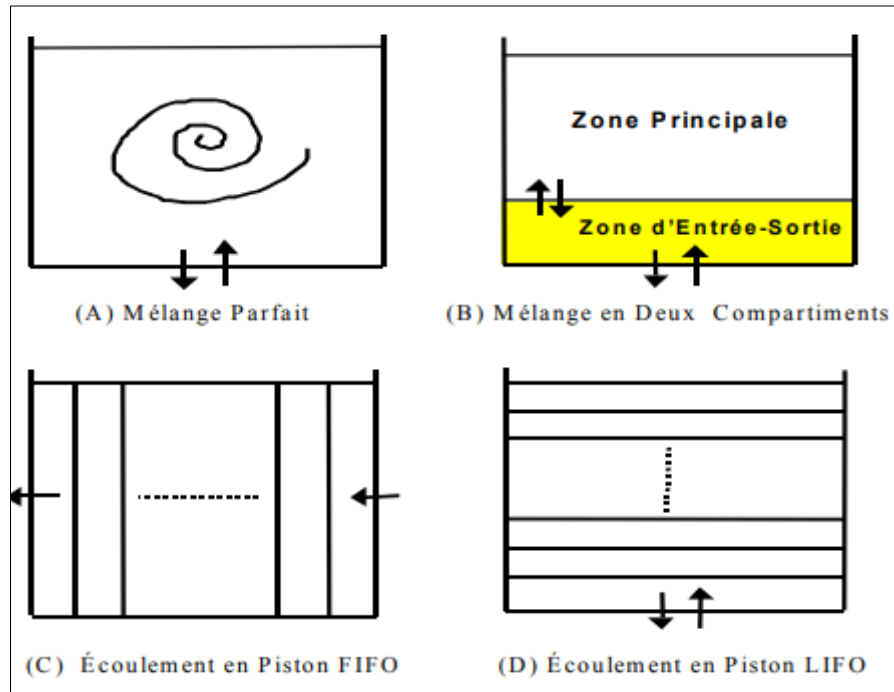 Zone Principale
Zone d'Entrée-Sortie
(A) Mélange Parfait
(B) Mélange en Deux Compartiments
(C) Écoulement en Piston FIFO
(D) Écoulement en Piston LIFO